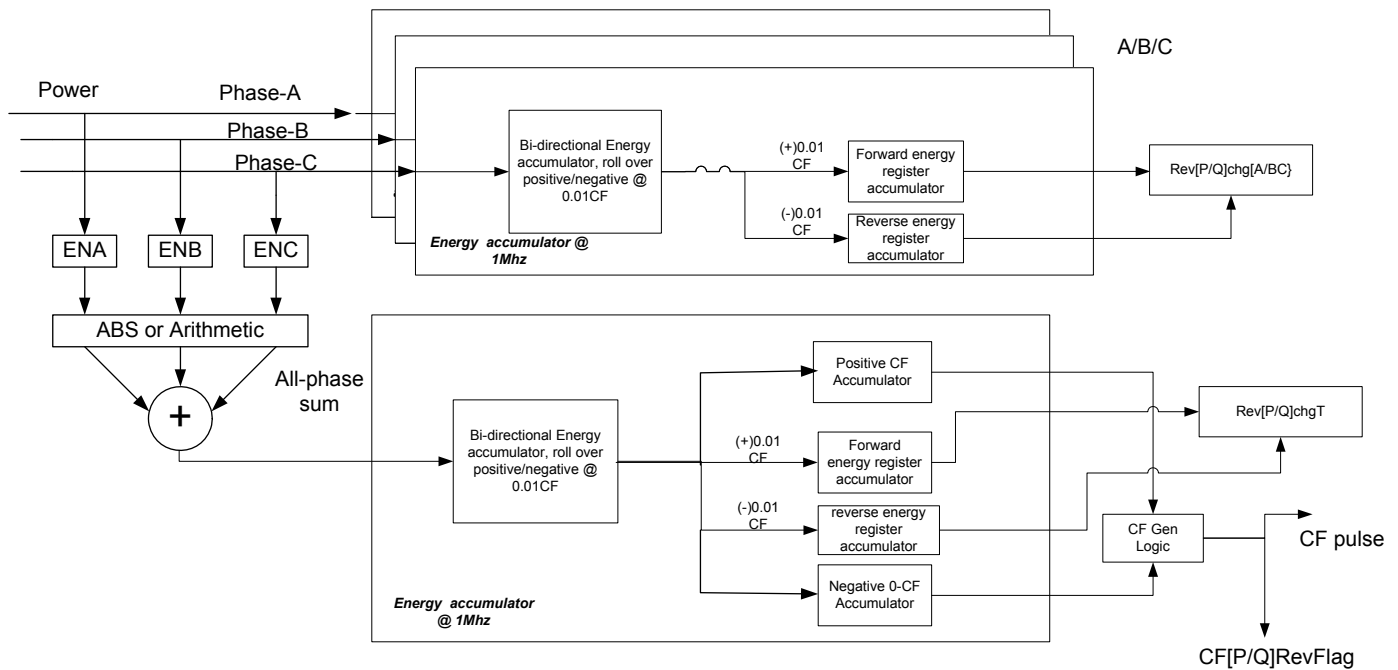 A/B/C
Power
Phase-A
Phase-B
Phase-C
Bi-directional Energy
accumulator, roll over
positive/negative @
0.01CF
(+)0.01
CF
Forward energy
register
accumulator
Rev[P/Q]chg[A/BC}
(-)0.01
CF
Reverse energy
register
accumulator
Energy accumulator @
1Mhz
ENA
ENB
ENC
ABS or Arithmetic
+
All-phase
sum
Bi-directional Energy
accumulator, roll over
positive/negative @
0.01CF
Positive CF
Accumulator
(+)0.01
CF
Forward
energy register
accumulator
Rev[P/Q]chgT
(-)0.01
CF
reverse energy
register
accumulator
CF Gen
Logic
CF pulse
Negative 0-CF
Accumulator
Energy accumulator
@ 1Mhz
CF[P/Q]RevFlag